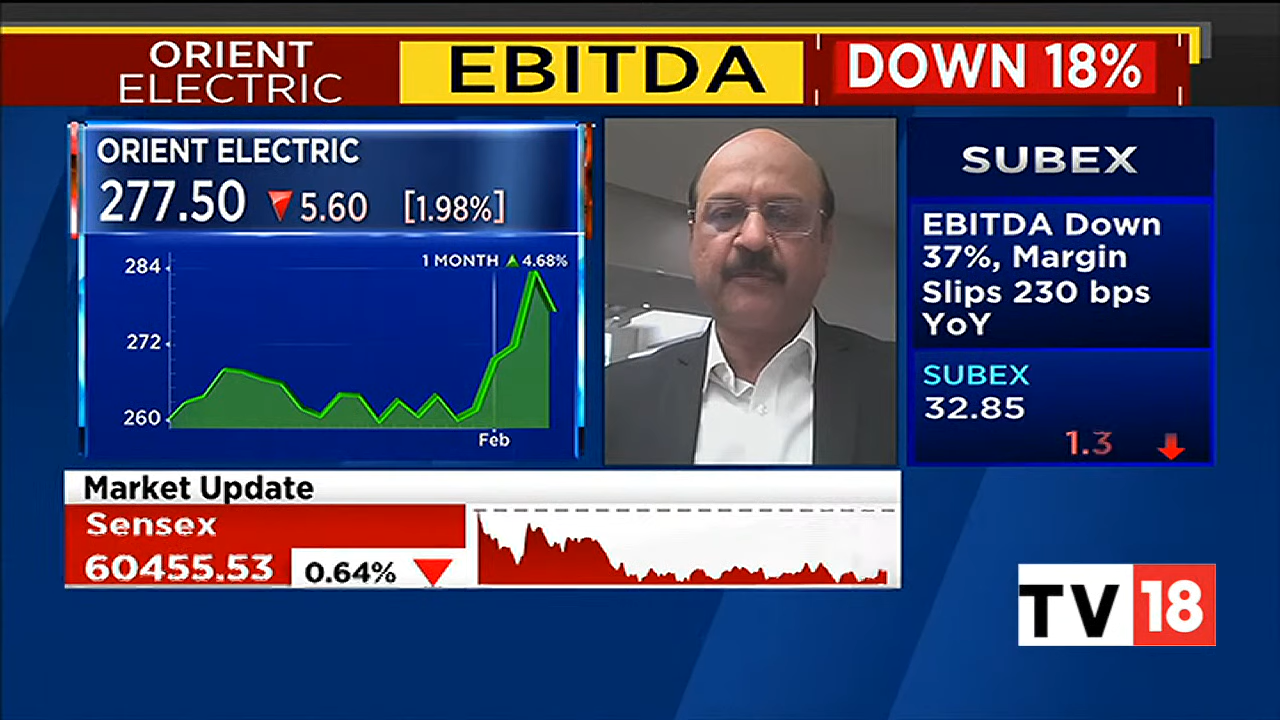 ORIENT
ELECTRIC
EBITDA
DOWN 18%
ORIENT ELECTRIC
277.50 ▼ 5.60 [1.98%]
1 MONTH ▲ 4.68%
284
272
260
Feb
SUBEX
EBITDA Down
37%, Margin
Slips 230 bps
YoY
SUBEX
32.85
1.3
Market Update
Sensex
60455.53 0.64%
TV18